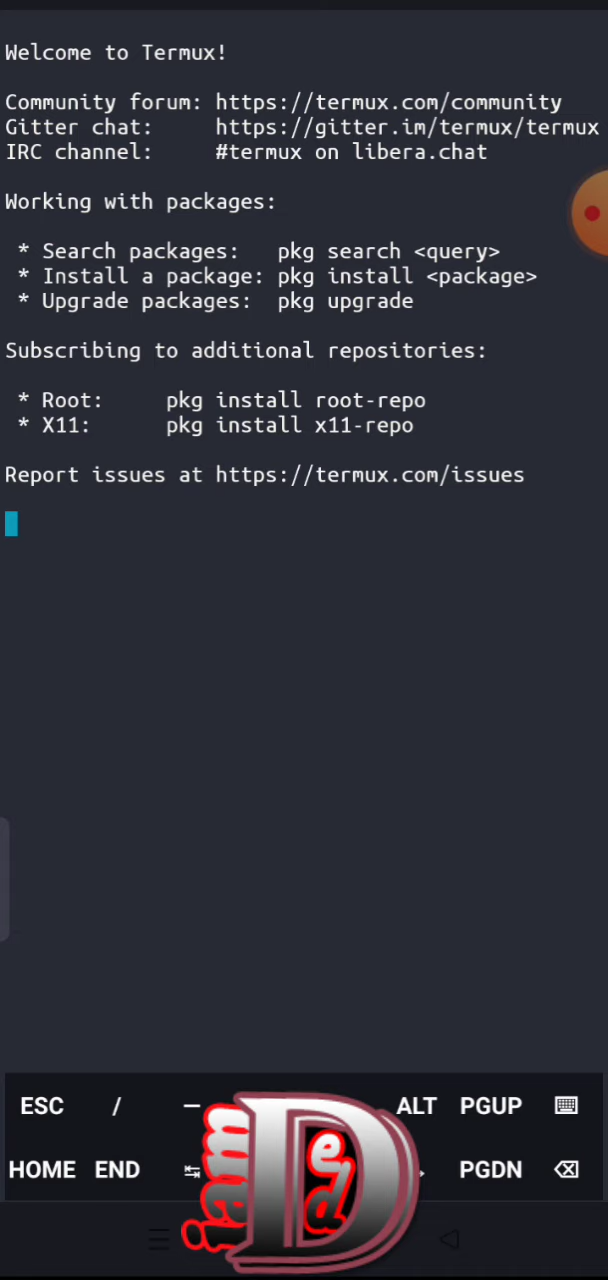 Welcome to Termux!
Community forum: https://termux.com/community
Gitter chat:     https://gitter.im/termux/termux
IRC channel:     #termux on libera.chat
Working with packages:
* Search packages:   pkg search <query>
* Install a package: pkg install <package>
* Upgrade packages:  pkg upgrade
Subscribing to additional repositories:
* Root:     pkg install root-repo
* X11:      pkg install x11-repo
Report issues at https://termux.com/issues
ESC / — ALT PGUP
HOME END PGDN
i am D e d